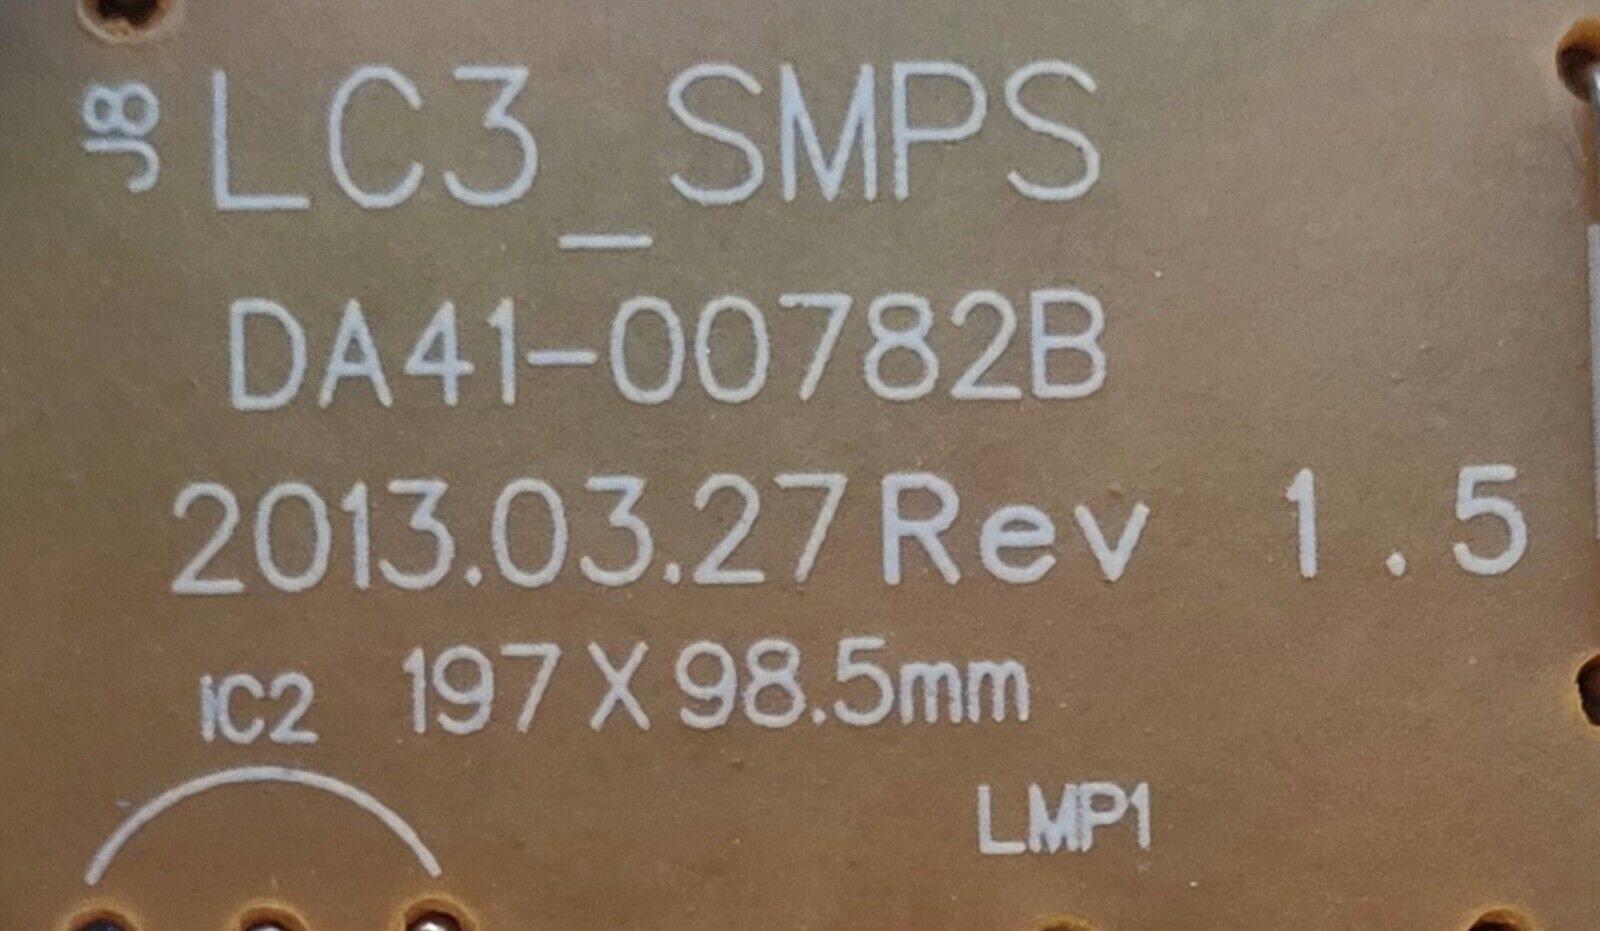 J8
LC3_SMPS
DA41-00782B
2013.03.27 Rev 1.5
IC2
197 X 98.5mm
LMP1